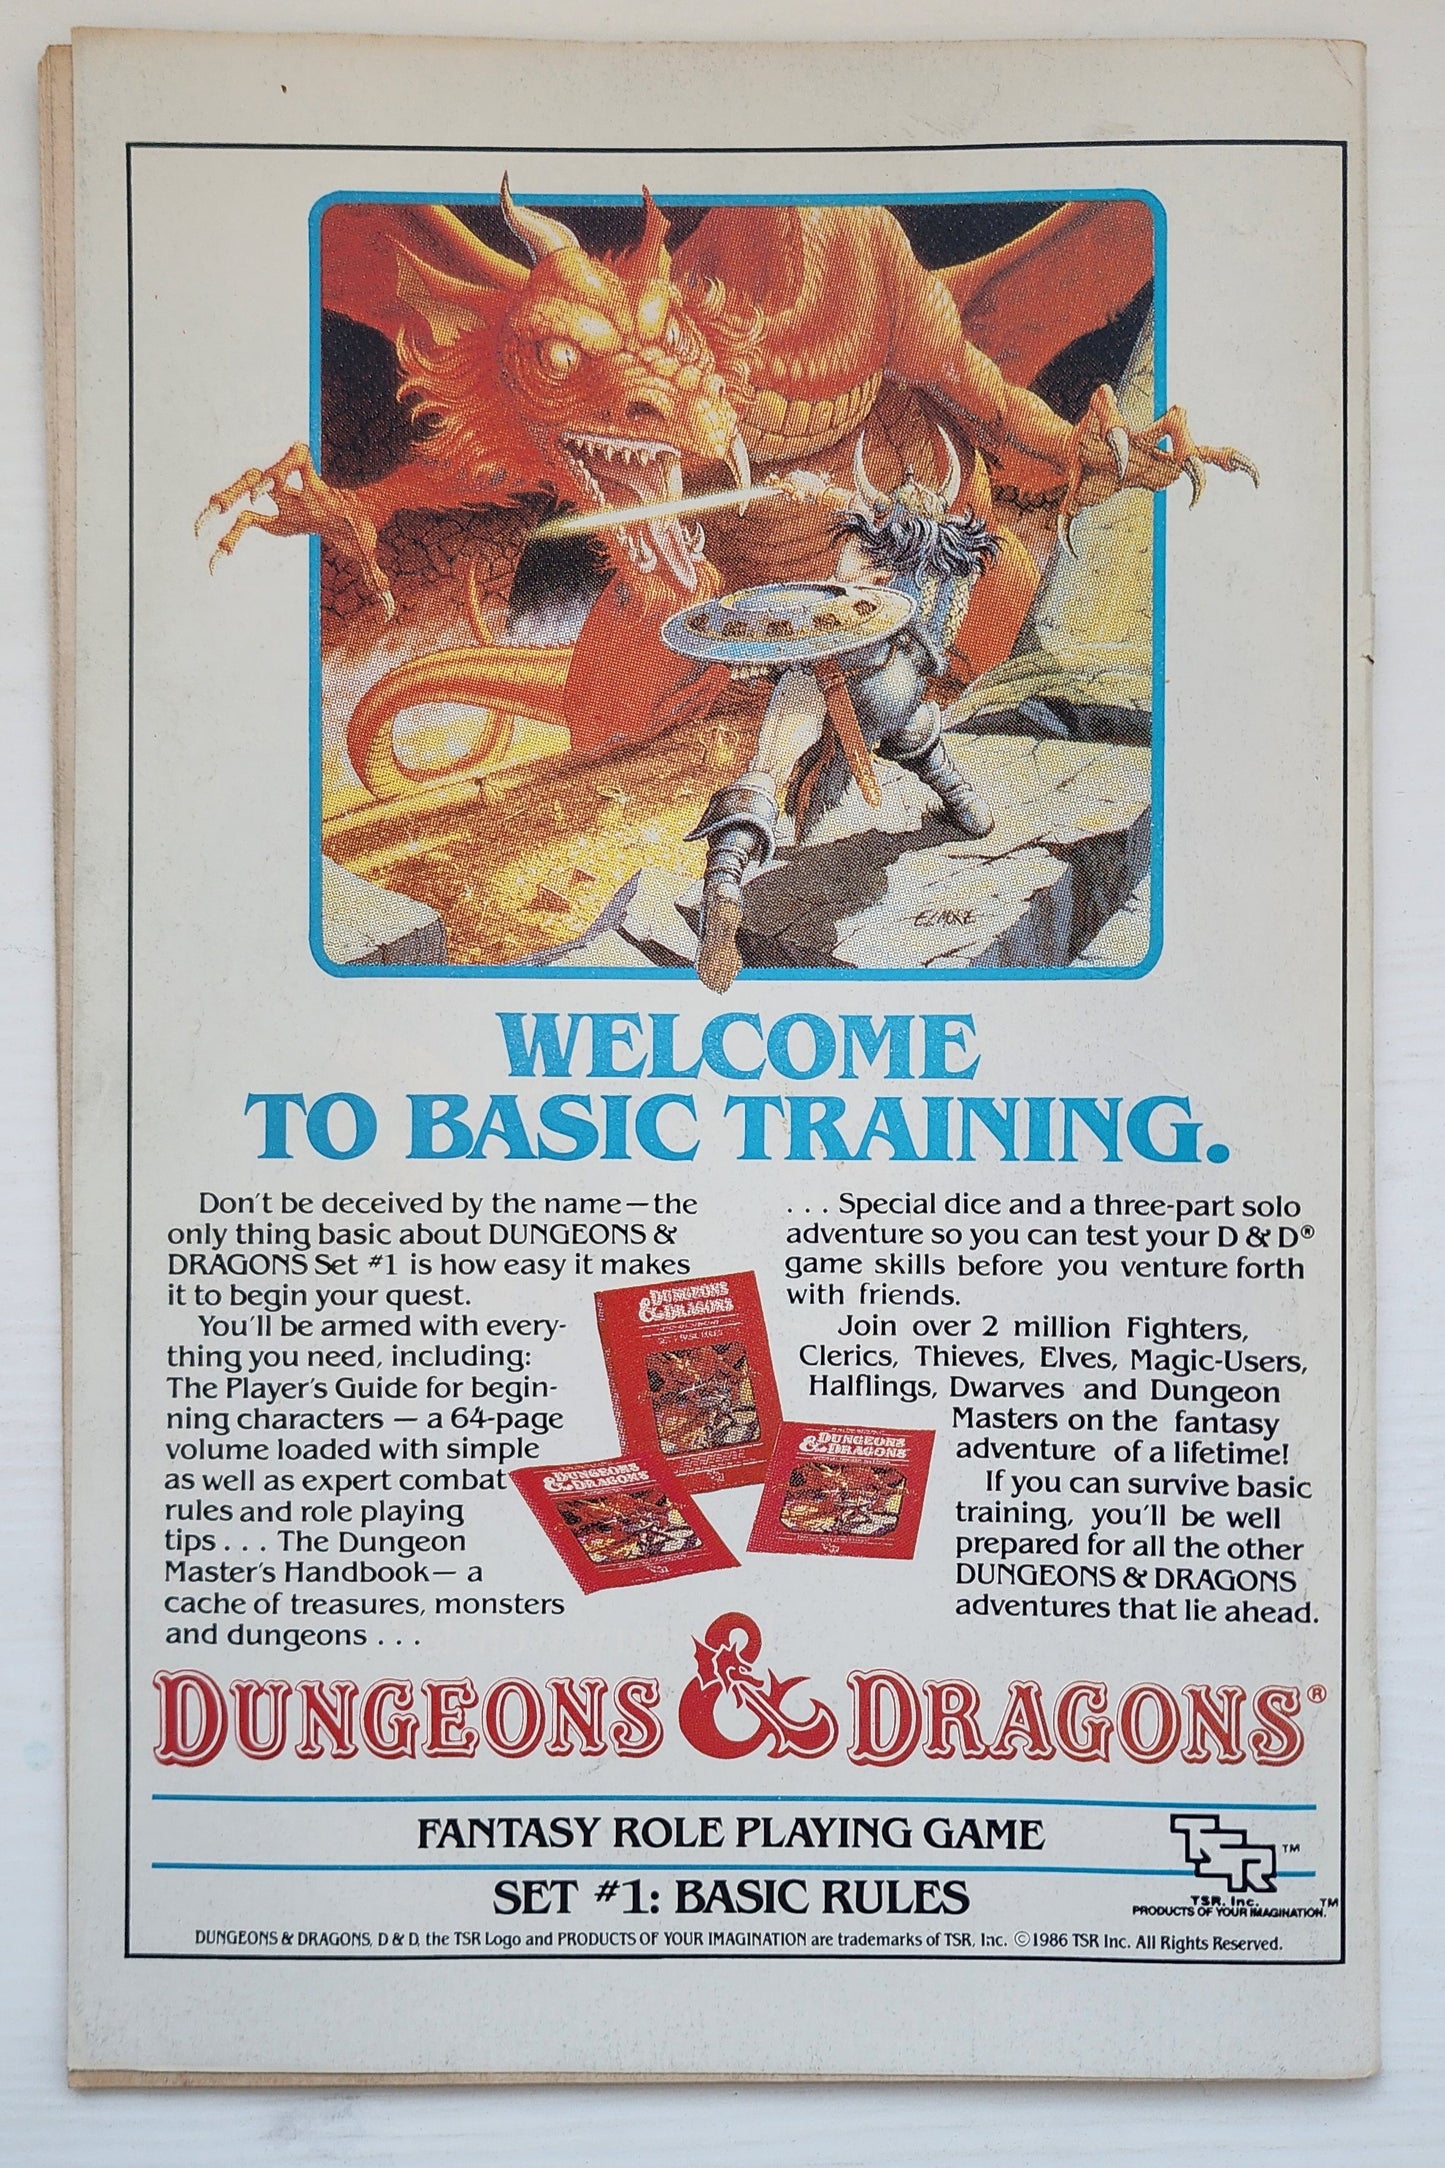 ELMORE
WELCOME
TO BASIC TRAINING.
Don't be deceived by the name—the
only thing basic about DUNGEONS &
DRAGONS Set #1 is how easy it makes
it to begin your quest.
You'll be armed with every-
thing you need, including:
The Player's Guide for begin-
ning characters — a 64-page
volume loaded with simple
as well as expert combat
rules and role playing
tips . . . The Dungeon
Master's Handbook— a
cache of treasures, monsters
and dungeons . . .
. . . Special dice and a three-part solo
adventure so you can test your D & D®
game skills before you venture forth
with friends.
Join over 2 million Fighters,
Clerics, Thieves, Elves, Magic-Users,
Halflings, Dwarves and Dungeon
Masters on the fantasy
adventure of a lifetime!
If you can survive basic
training, you'll be well
prepared for all the other
DUNGEONS & DRAGONS
adventures that lie ahead.
DUNGEONS
& DRAGONS
DUNGEONS
& DRAGONS
DUNGEONS
& DRAGONS
DUNGEONS & DRAGONS®
FANTASY ROLE PLAYING GAME
SET #1: BASIC RULES
TSR ™
TSR, Inc.
PRODUCTS OF YOUR IMAGINATION.™
DUNGEONS & DRAGONS, D & D, the TSR Logo and PRODUCTS OF YOUR IMAGINATION are trademarks of TSR, Inc. ©1986 TSR Inc. All Rights Reserved.